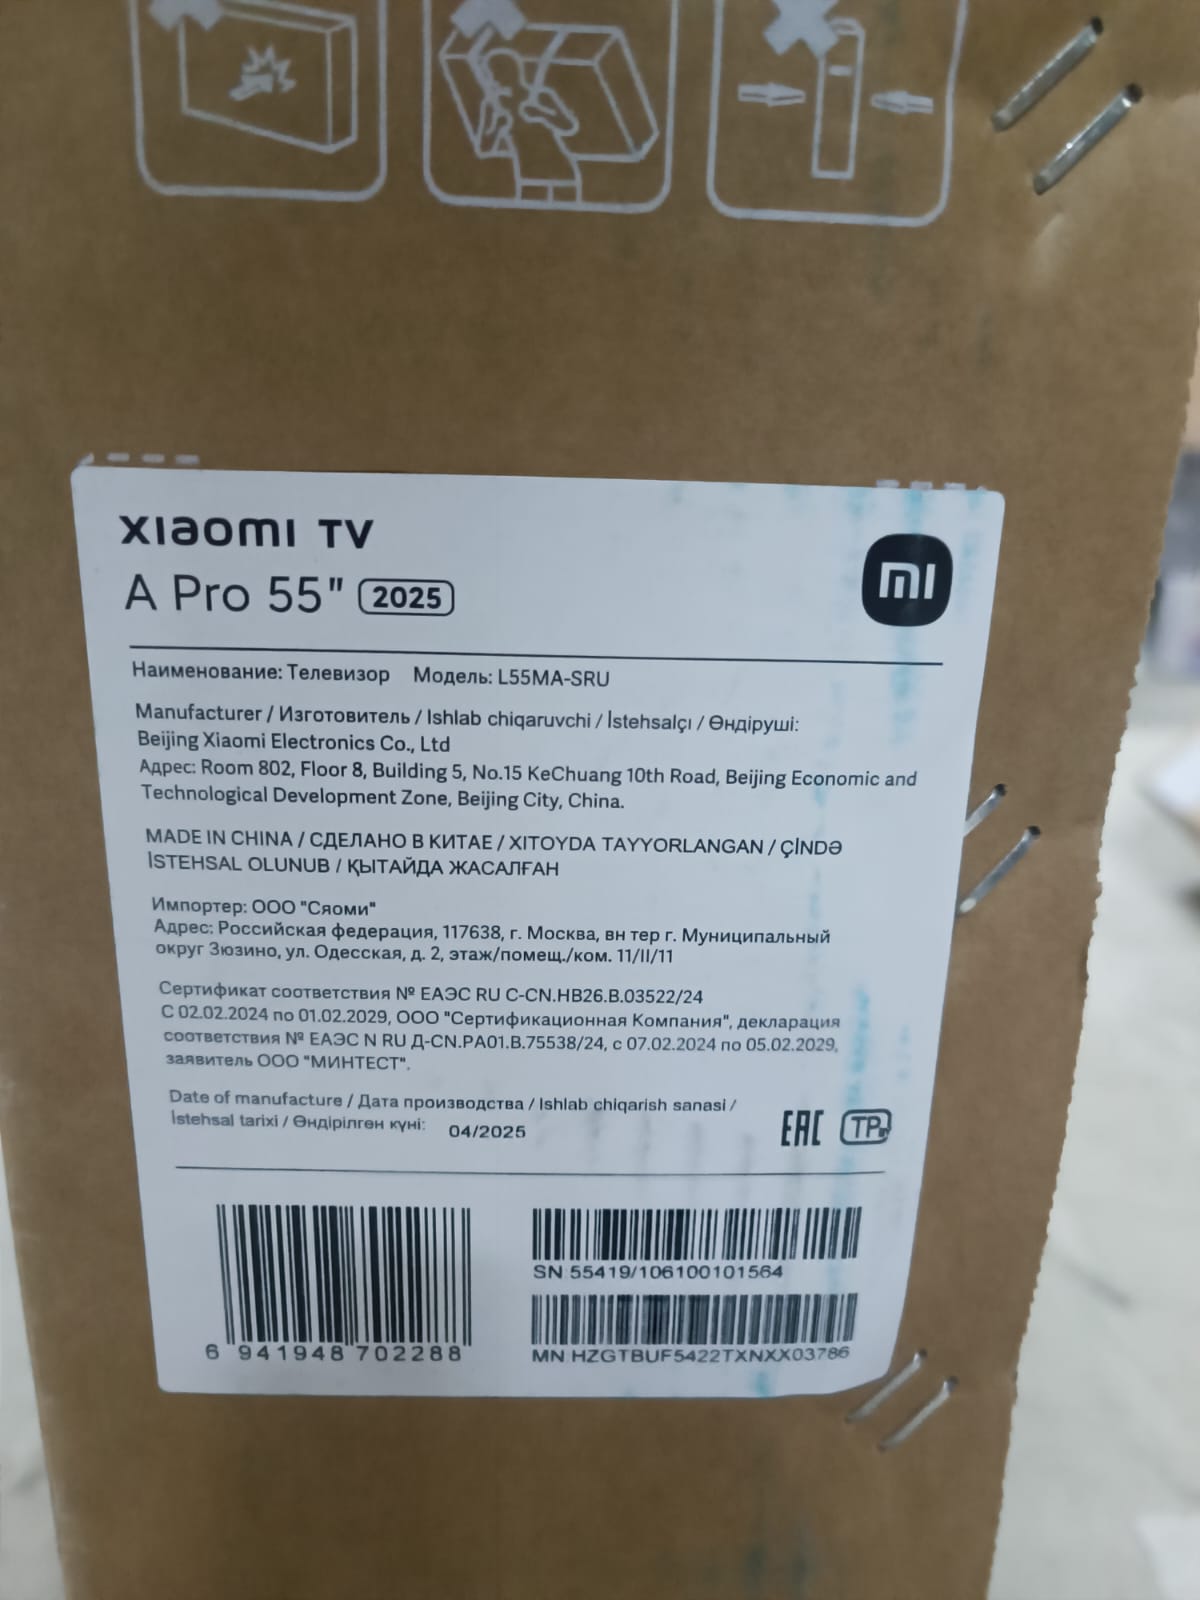 xiaomi TV
A Pro 55" 2025
mi
Наименование: Телевизор Модель: L55MA-SRU
Manufacturer / Изготовитель / Ishlab chiqaruvchi / İstehsalçı / Өндіруші:
Beijing Xiaomi Electronics Co., Ltd
Адрес: Room 802, Floor 8, Building 5, No.15 KeChuang 10th Road, Beijing Economic and
Technological Development Zone, Beijing City, China.
MADE IN CHINA / СДЕЛАНО В КИТАЕ / XITOYDA TAYYORLANGAN / ÇİNDƏ
İSTEHSAL OLUNUB / ҚЫТАЙДА ЖАСАЛҒАН
Импортер: ООО "Сяоми"
Адрес: Российская федерация, 117638, г. Москва, вн тер г. Муниципальный
округ Зюзино, ул. Одесская, д. 2, этаж/помещ./ком. 11/II/11
Сертификат соответствия № ЕАЭС RU C-CN.HB26.B.03522/24
С 02.02.2024 по 01.02.2029, ООО "Сертификационная Компания", декларация
соответствия № ЕАЭС N RU Д-CN.РА01.В.75538/24, с 07.02.2024 по 05.02.2029,
заявитель ООО "МИНТЕСТ".
Date of manufacture / Дата производства / Ishlab chiqarish sanasi /
İstehsal tarixi / Өндірілген күні: 04/2025
EAC TP
SN:55419/106100101564
6 941948 702288
MN:HZGTBUF5422TXNXX03786